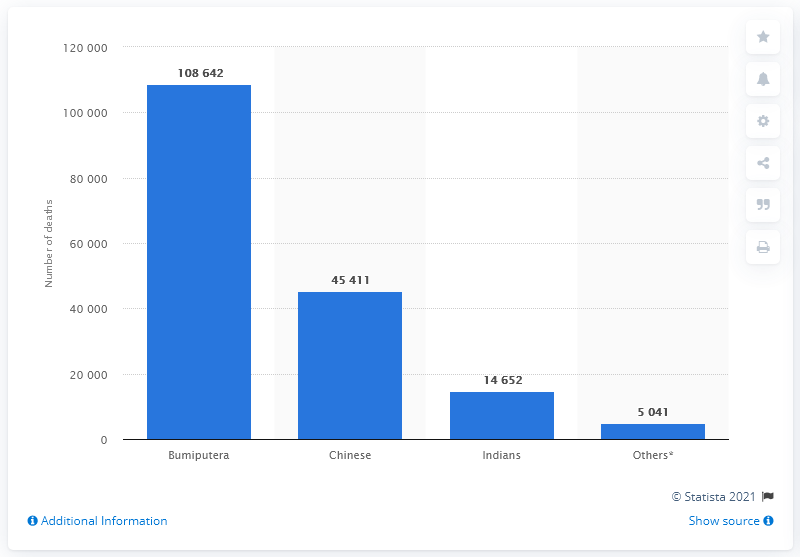 120 000
100 000
80 000
60 000
40 000
20 000
0
Number of deaths
108 642
45 411
14 652
5 041
Bumiputera
Chinese
Indians
Others*
© Statista 2021
Additional Information
Show source